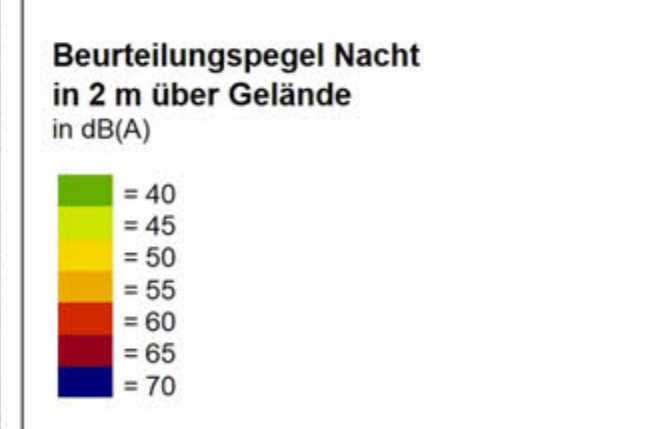 Beurteilungspegel Nacht
in 2 m über Gelände
in dB(A)
= 40
= 45
= 50
= 55
= 60
= 65
= 70